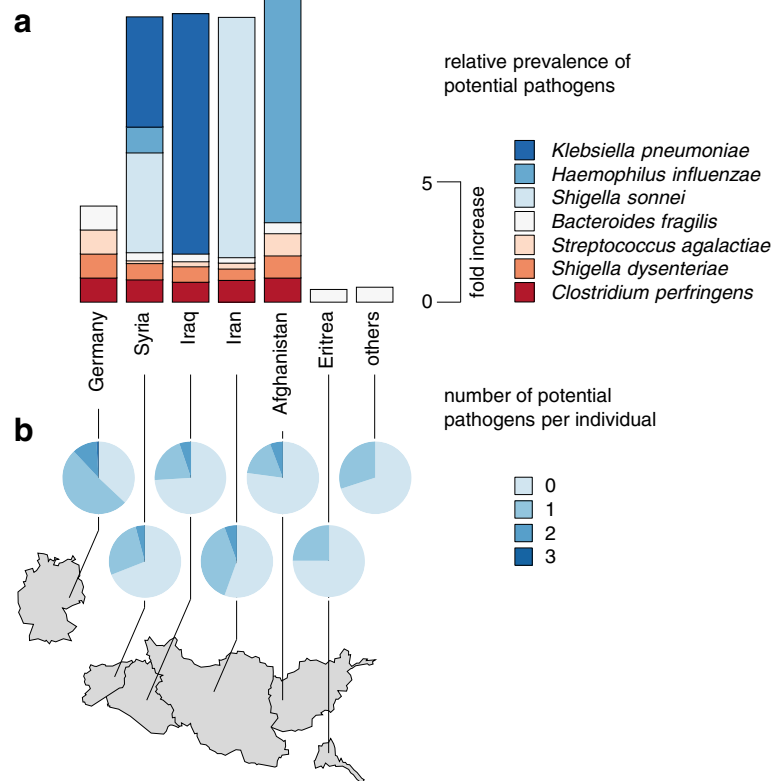 a
relative prevalence of
potential pathogens
Klebsiella pneumoniae
Haemophilus influenzae
Shigella sonnei
Bacteroides fragilis
Streptococcus agalactiae
Shigella dysenteriae
Clostridium perfringens
5
0
fold increase
Germany
Syria
Iraq
Iran
Afghanistan
Eritrea
others
b
number of potential
pathogens per individual
0
1
2
3